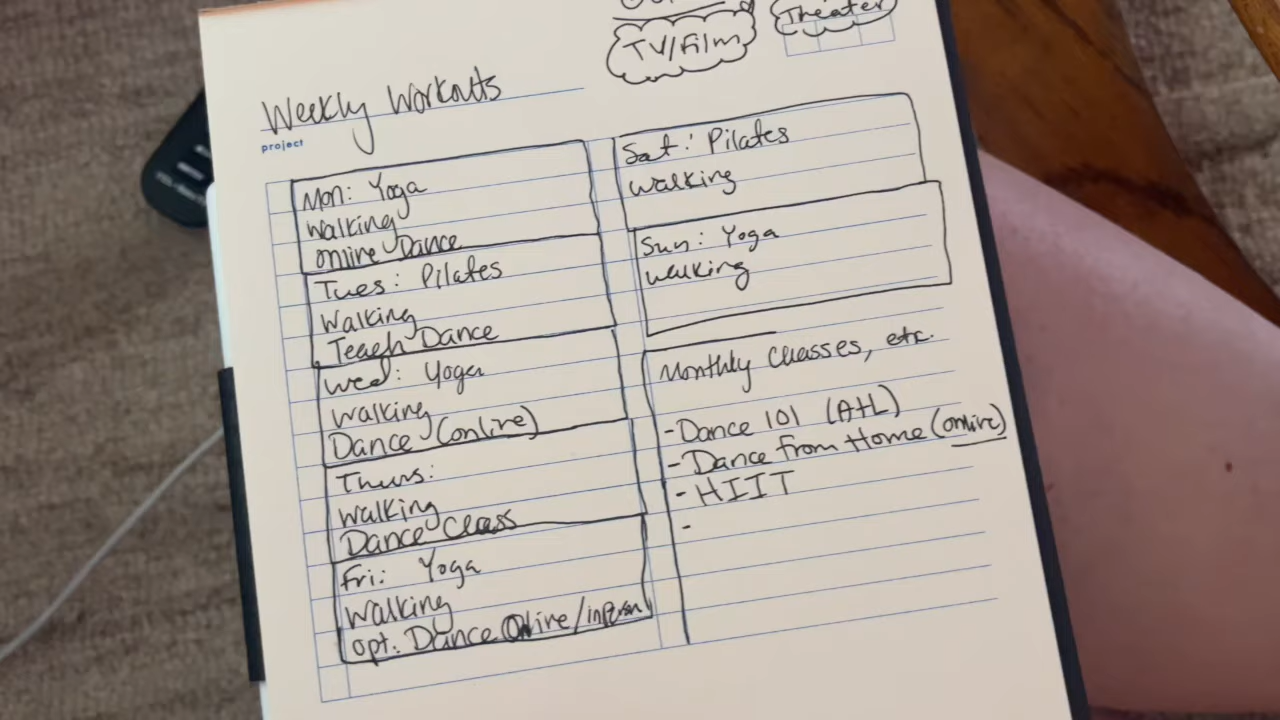 TV/Film
Theater
Weekly Workouts
project
Mon: Yoga
Walking
online Dance
Tues: Pilates
Walking
Teach Dance
Wed: Yoga
Walking
Dance (online)
Thurs:
Walking
Dance Class
Fri: Yoga
Walking
opt. Dance Online/inperson
Sat: Pilates
Walking
Sun: Yoga
Walking
Monthly Classes, etc.
- Dance 101 (ATL)
- Dance from Home (online)
- HIIT
-